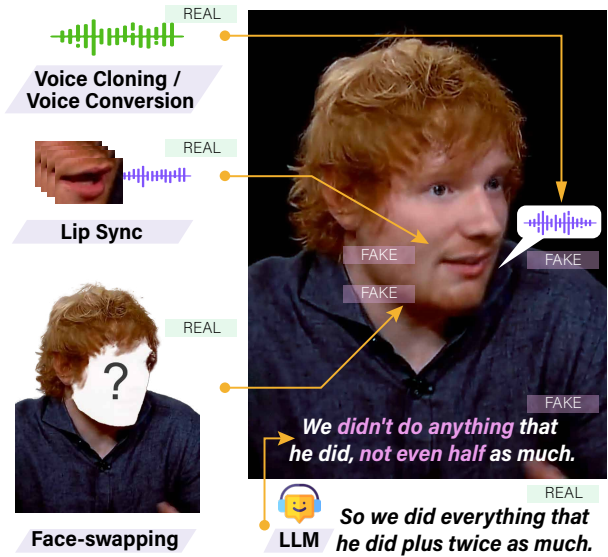 REAL
Voice Cloning /
Voice Conversion
REAL
Lip Sync
REAL
?
Face-swapping
FAKE
FAKE
FAKE
FAKE
We didn't do anything that
he did, not even half as much.
REAL
LLM
So we did everything that
he did plus twice as much.